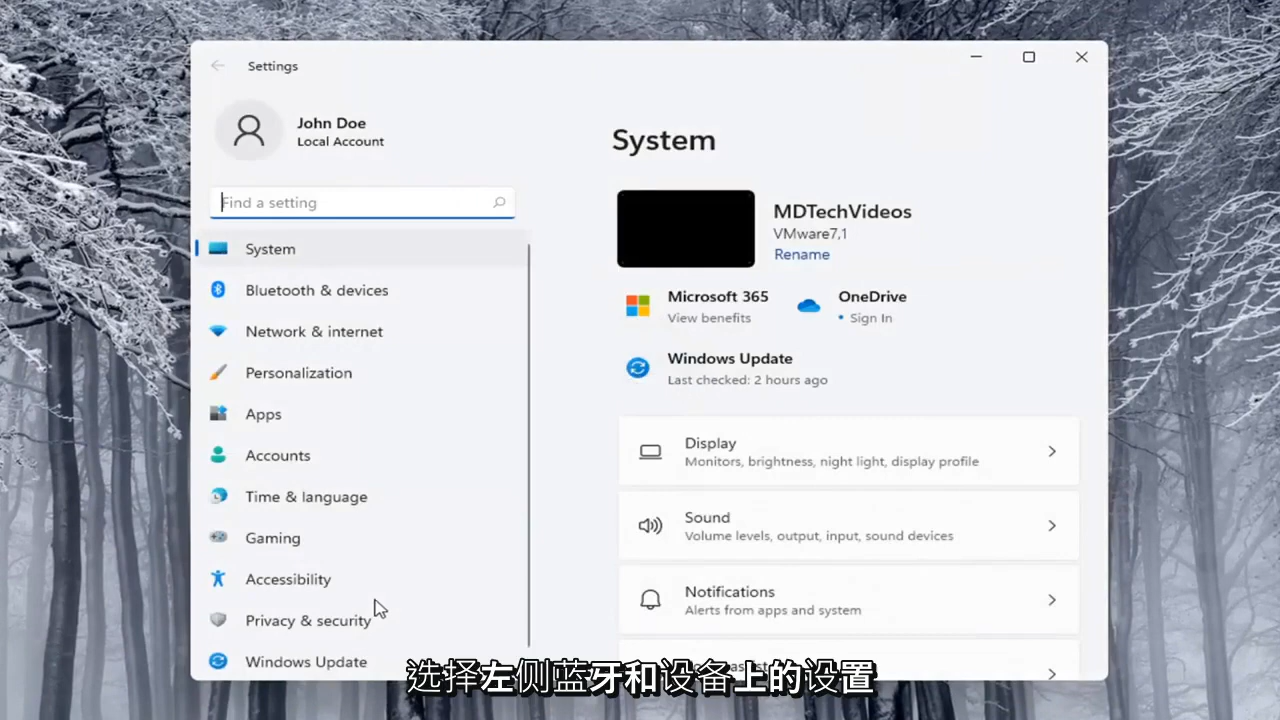 Settings
John Doe
Local Account
Find a setting
System
Bluetooth & devices
Network & internet
Personalization
Apps
Accounts
Time & language
Gaming
Accessibility
Privacy & security
Windows Update
System
MDTechVideos
VMware7,1
Rename
Microsoft 365
View benefits
OneDrive
• Sign In
Windows Update
Last checked: 2 hours ago
Display
Monitors, brightness, night light, display profile
Sound
Volume levels, output, input, sound devices
Notifications
Alerts from apps and system
选择左侧蓝牙和设备上的设置